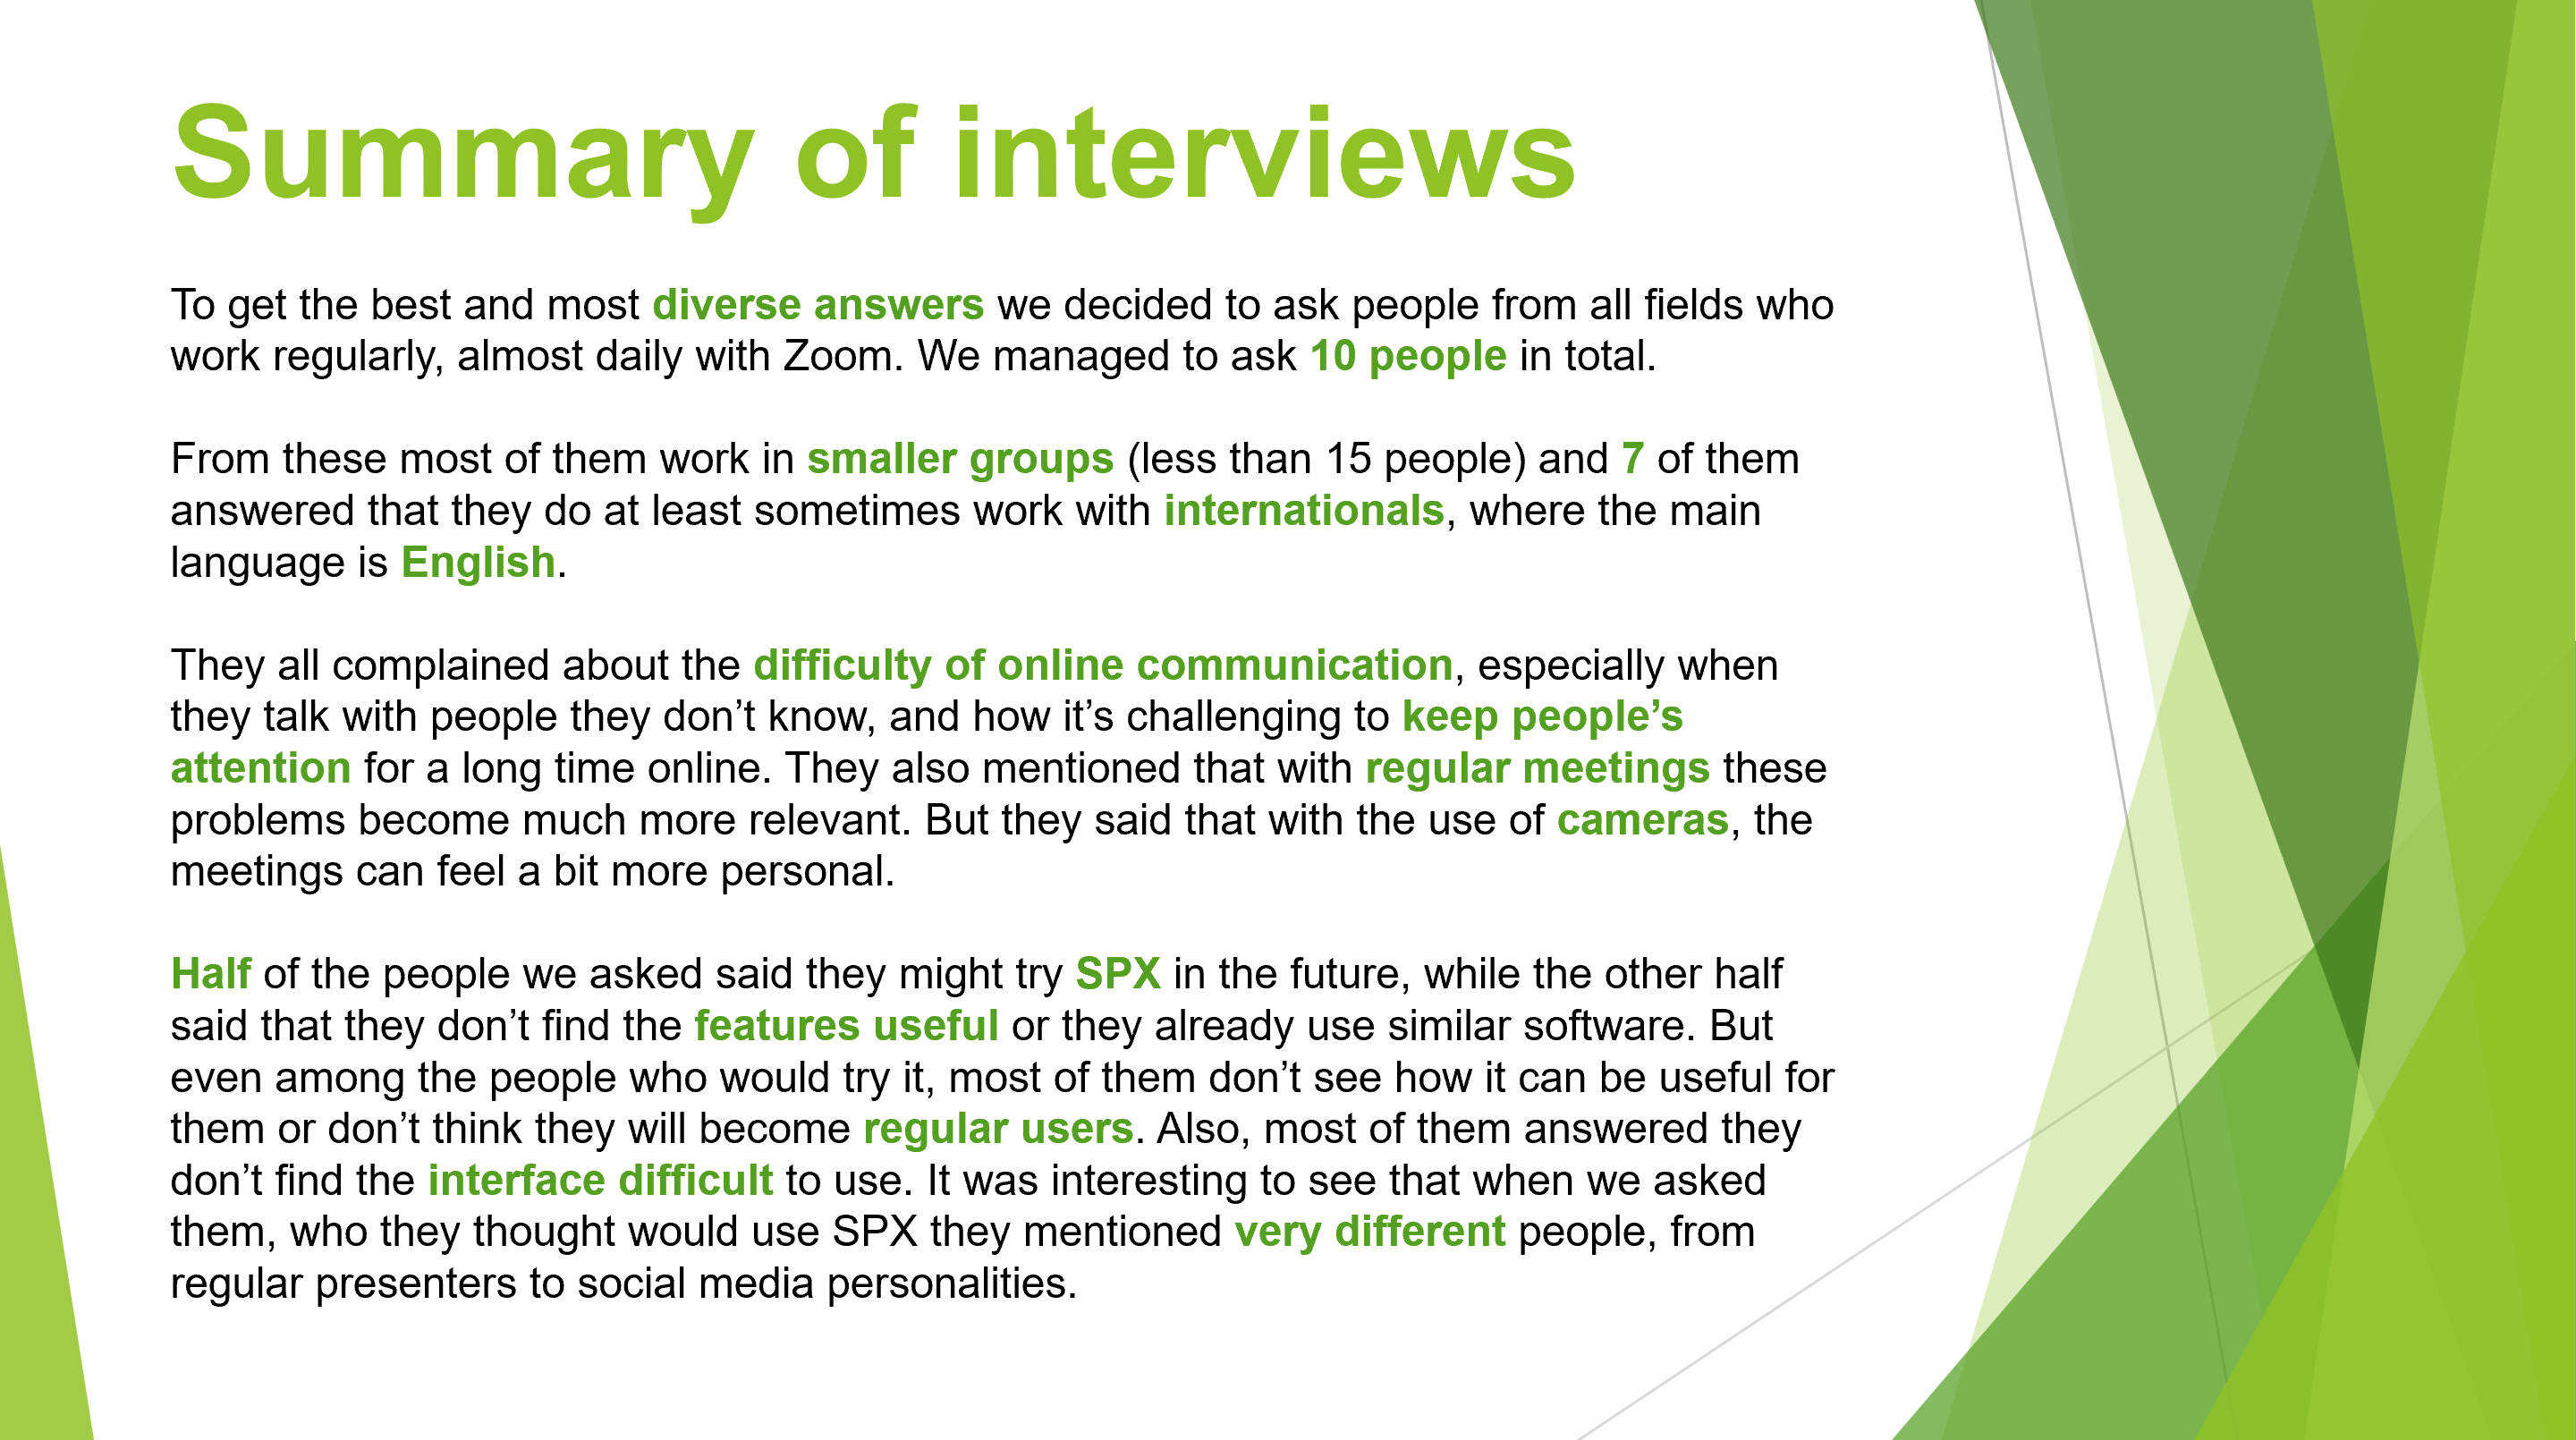 Summary of interviews
To get the best and most diverse answers we decided to ask people from all fields who
work regularly, almost daily with Zoom. We managed to ask 10 people in total.
From these most of them work in smaller groups (less than 15 people) and 7 of them
answered that they do at least sometimes work with internationals, where the main
language is English.
They all complained about the difficulty of online communication, especially when
they talk with people they don’t know, and how it’s challenging to keep people’s
attention for a long time online. They also mentioned that with regular meetings these
problems become much more relevant. But they said that with the use of cameras, the
meetings can feel a bit more personal.
Half of the people we asked said they might try SPX in the future, while the other half
said that they don’t find the features useful or they already use similar software. But
even among the people who would try it, most of them don’t see how it can be useful for
them or don’t think they will become regular users. Also, most of them answered they
don’t find the interface difficult to use. It was interesting to see that when we asked
them, who they thought would use SPX they mentioned very different people, from
regular presenters to social media personalities.